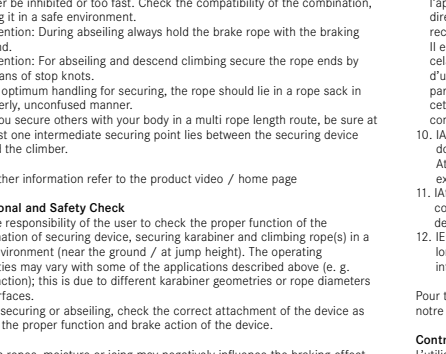 er be inhibited or too fast. Check the compatibility of the combination,
g it in a safe environment.
ention: During abseiling always hold the brake rope with the braking
nd.
ention: For abseiling and descend climbing secure the rope ends by
ans of stop knots.
optimum handling for securing, the rope should lie in a rope sack in
erly, unconfused manner.
ou secure others with your body in a multi rope length route, be sure at
st one intermediate securing point lies between the securing device
d the climber.
ther information refer to the product video / home page
onal and Safety Check
e responsibility of the user to check the proper function of the
nation of securing device, securing karabiner and climbing rope(s) in a
vironment (near the ground / at jump height). The operating
ties may vary with some of the applications described above (e. g.
nction); this is due to different karabiner geometries or rope diameters
rfaces.
securing or abseiling, check the correct attachment of the device as
the proper function and brake action of the device.
ropes, moisture or icing may negatively influence the braking effect
l'ap
dire
rec
Il e
cel
d'u
par
cet
con
10. IA
do
At
ex
11. IA
co
de
12. IE
lo
in
Pour t
notre
Contr
L'utili